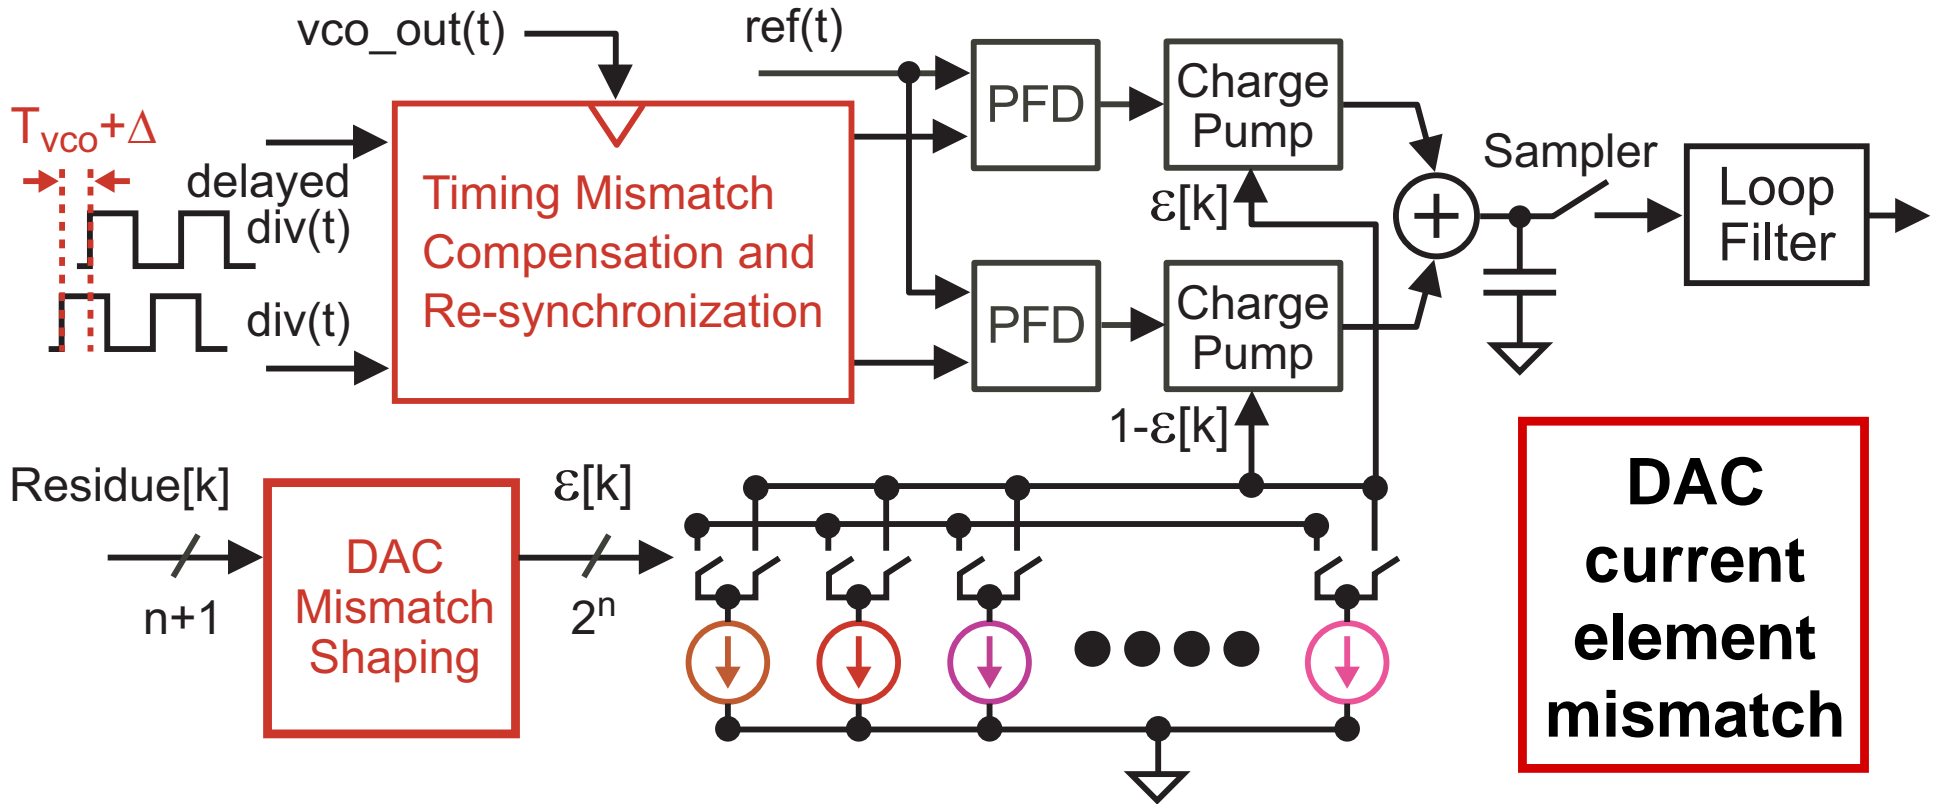 vco_out(t)
ref(t)
T_vco+Δ
delayed
div(t)
div(t)
Timing Mismatch
Compensation and
Re-synchronization
PFD
Charge
Pump
ε[k]
PFD
Charge
Pump
1-ε[k]
Sampler
Loop
Filter
Residue[k]
n+1
DAC
Mismatch
Shaping
ε[k]
2ⁿ
DAC
current
element
mismatch